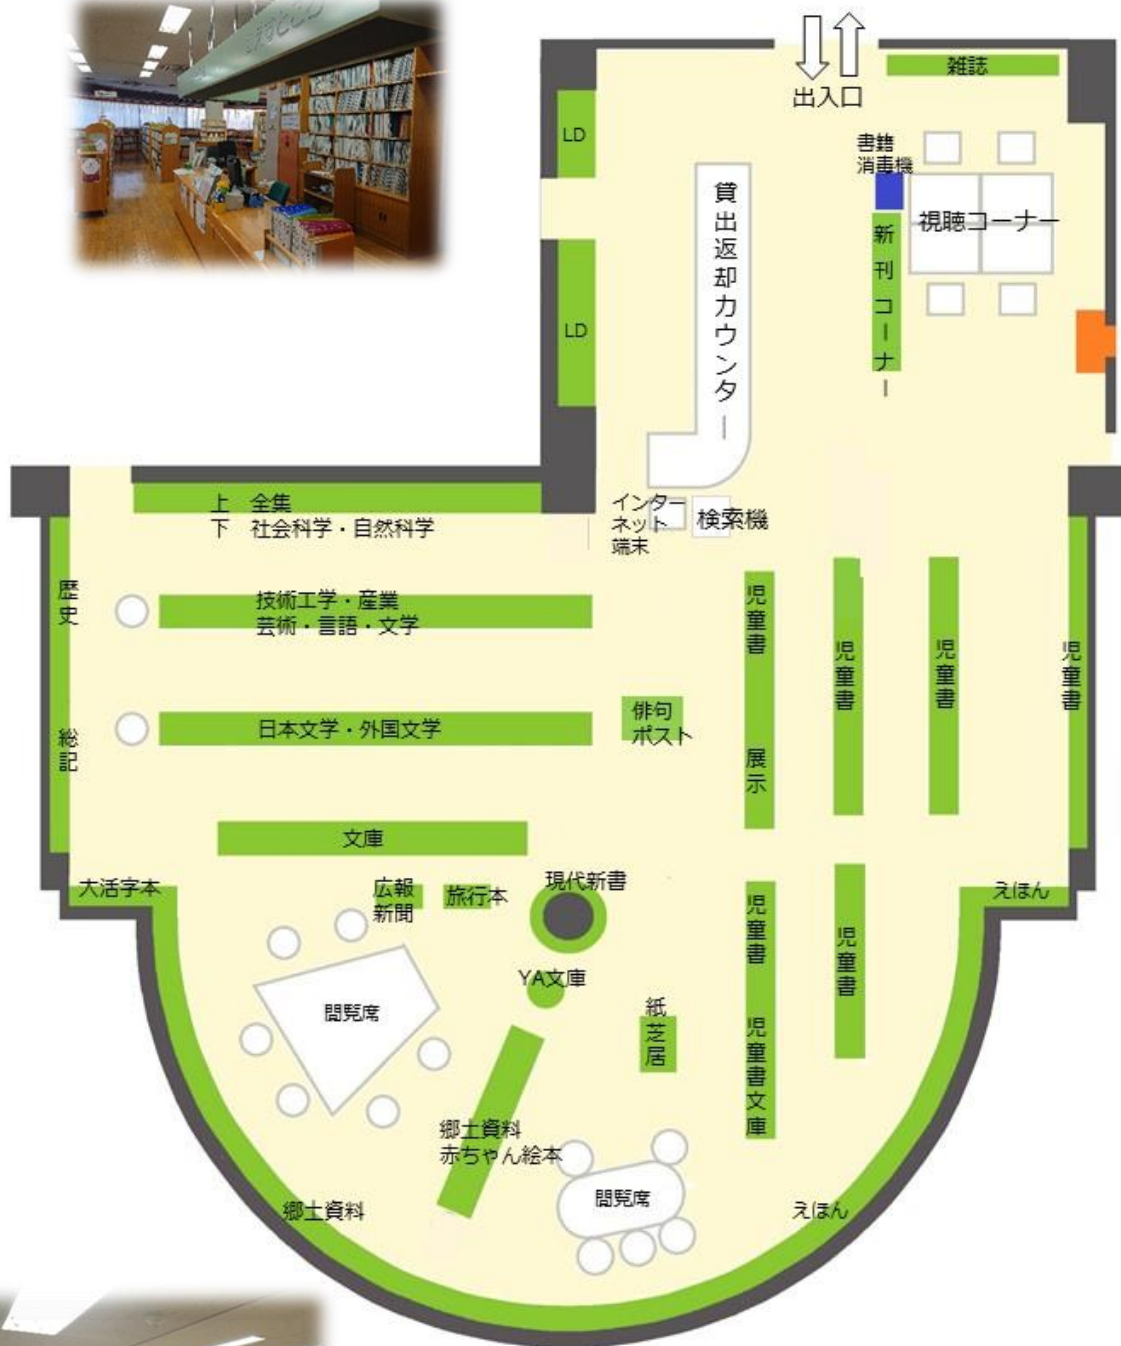 出入口
雑誌
LD
書籍
消毒機
視聴コーナー
貸出返却カウンター
新刊コーナー
LD
上　全集
下　社会科学・自然科学
インター
ネット
端末
検索機
歴史
技術工学・産業
芸術・言語・文学
児童書
児童書
児童書
児童書
総記
日本文学・外国文学
俳句
ポスト
展示
文庫
大活字本
広報
新聞
旅行本
現代新書
えほん
児童書
児童書
YA文庫
閲覧席
紙芝居
児童書文庫
郷土資料
赤ちゃん絵本
郷土資料
閲覧席
えほん